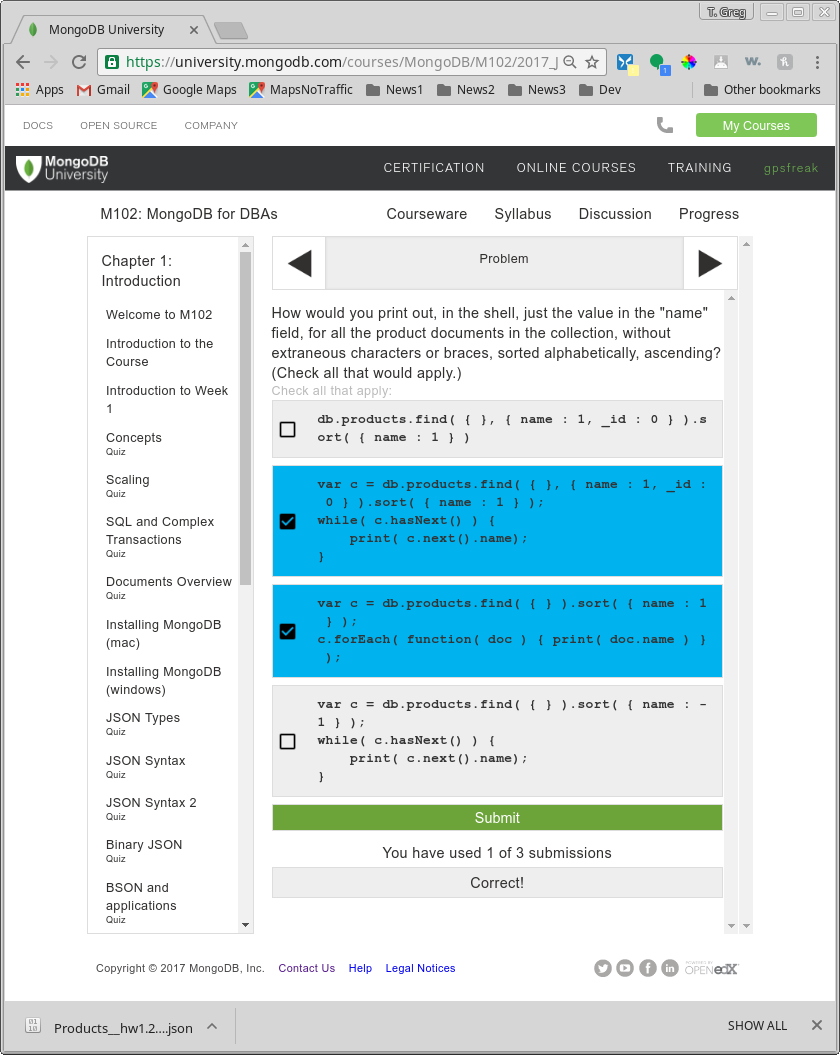 T. Greg
MongoDB University
https://university.mongodb.com/courses/MongoDB/M102/2017_J
1
w.
Apps
Gmail
Google Maps
MapsNoTraffic
News1
News2
News3
Dev
Other bookmarks
DOCS
OPEN SOURCE
COMPANY
My Courses
MongoDB
University
CERTIFICATION
ONLINE COURSES
TRAINING
gpsfreak
M102: MongoDB for DBAs
Courseware
Syllabus
Discussion
Progress
Chapter 1:
Introduction
Welcome to M102
Introduction to the
Course
Introduction to Week
1
Concepts
Quiz
Scaling
Quiz
SQL and Complex
Transactions
Quiz
Documents Overview
Quiz
Installing MongoDB
(mac)
Installing MongoDB
(windows)
JSON Types
Quiz
JSON Syntax
Quiz
JSON Syntax 2
Quiz
Binary JSON
Quiz
BSON and
applications
Quiz
Problem
How would you print out, in the shell, just the value in the "name"
field, for all the product documents in the collection, without
extraneous characters or braces, sorted alphabetically, ascending?
(Check all that would apply.)
Check all that apply:
db.products.find( { }, { name : 1, _id : 0 } ).s
ort( { name : 1 } )
var c = db.products.find( { }, { name : 1, _id :
0 } ).sort( { name : 1 } );
while( c.hasNext() ) {
print( c.next().name);
}
var c = db.products.find( { } ).sort( { name : 1
} );
c.forEach( function( doc ) { print( doc.name ) }
);
var c = db.products.find( { } ).sort( { name : -
1 } );
while( c.hasNext() ) {
print( c.next().name);
}
Submit
You have used 1 of 3 submissions
Correct!
Copyright © 2017 MongoDB, Inc.
Contact Us
Help
Legal Notices
POWERED BY
OPEN edX
Products__hw1.2....json
SHOW ALL